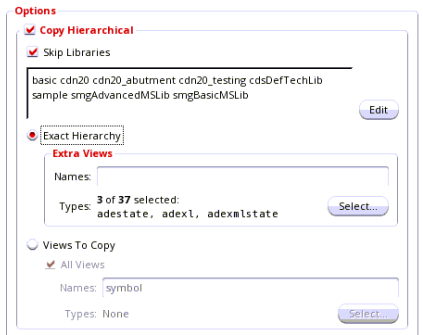 Options
Copy Hierarchical
Skip Libraries
basic cdn20 cdn20_abutment cdn20_testing cdsDefTechLib
sample smgAdvancedMSLib smgBasicMSLib
Edit
Exact Hierarchy
Extra Views
Names:
Types: 3 of 37 selected:
adestate, adexl, adexmlstate
Select...
Views To Copy
All Views
Names: symbol
Types: None
Select...